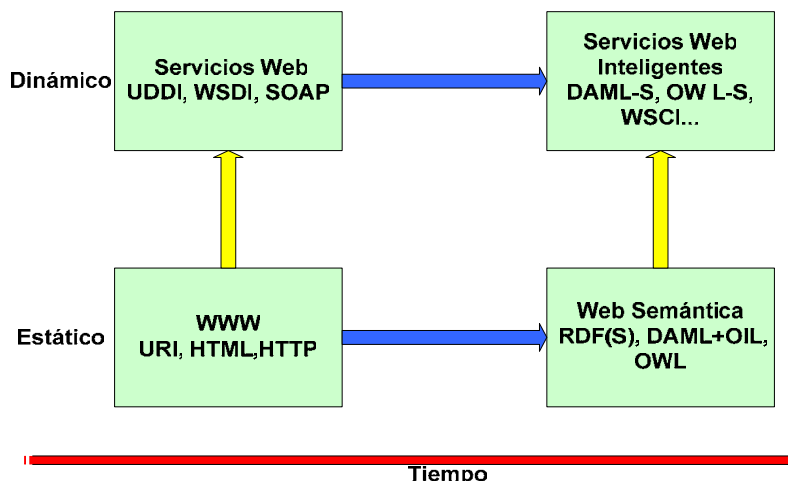 Dinámico
Servicios Web
UDDI, WSDI, SOAP
Servicios Web
Inteligentes
DAML-S, OW L-S,
WSCI...
Estático
WWW
URI, HTML,HTTP
Web Semántica
RDF(S), DAML+OIL,
OWL
Tiempo